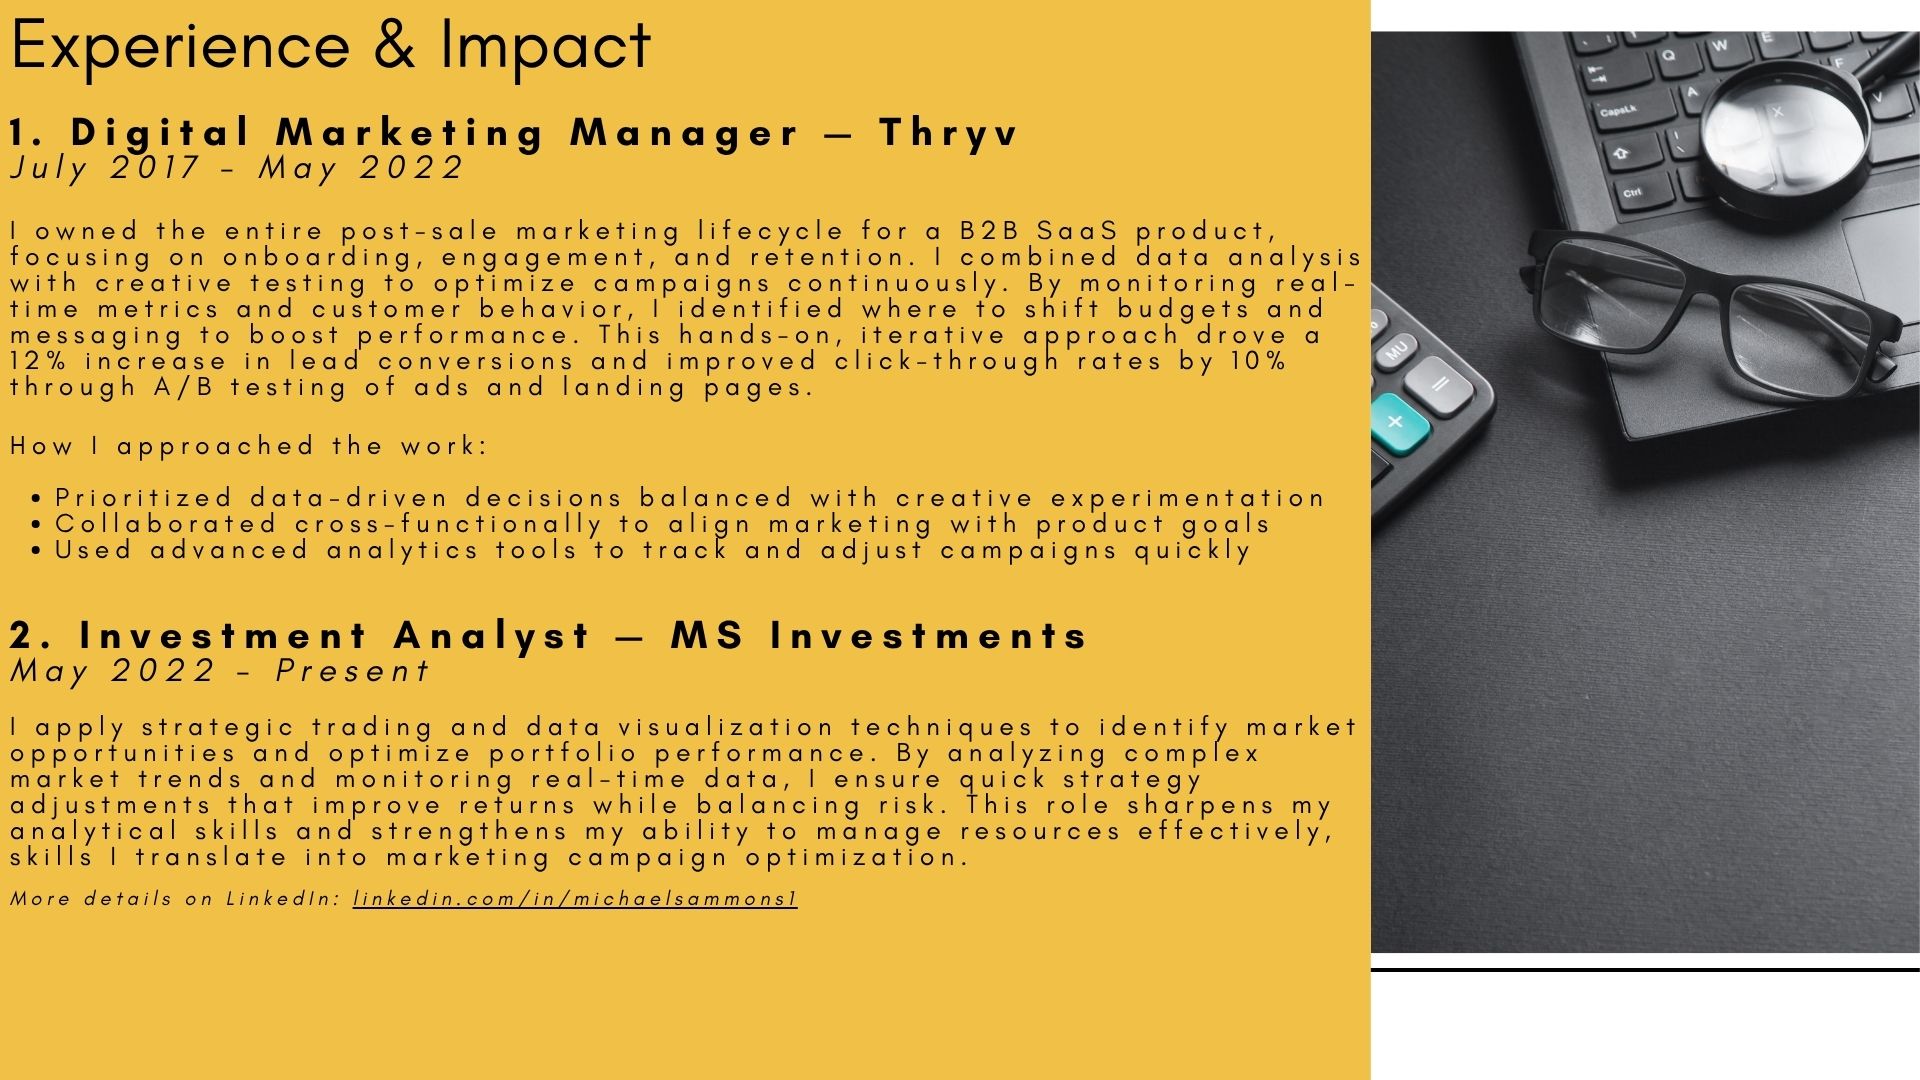 Experience & Impact
1. Digital Marketing Manager — Thryv
July 2017 – May 2022
I owned the entire post-sale marketing lifecycle for a B2B SaaS product,
focusing on onboarding, engagement, and retention. I combined data analysis
with creative testing to optimize campaigns continuously. By monitoring real-
time metrics and customer behavior, I identified where to shift budgets and
messaging to boost performance. This hands-on, iterative approach drove a
12% increase in lead conversions and improved click-through rates by 10%
through A/B testing of ads and landing pages.
How I approached the work:
• Prioritized data-driven decisions balanced with creative experimentation
• Collaborated cross-functionally to align marketing with product goals
• Used advanced analytics tools to track and adjust campaigns quickly
2. Investment Analyst — MS Investments
May 2022 – Present
I apply strategic trading and data visualization techniques to identify market
opportunities and optimize portfolio performance. By analyzing complex
market trends and monitoring real-time data, I ensure quick strategy
adjustments that improve returns while balancing risk. This role sharpens my
analytical skills and strengthens my ability to manage resources effectively,
skills I translate into marketing campaign optimization.
More details on LinkedIn: linkedin.com/in/michaelsammons1
Q W E
CapsLk A X F V
Ctrl
MU =
+